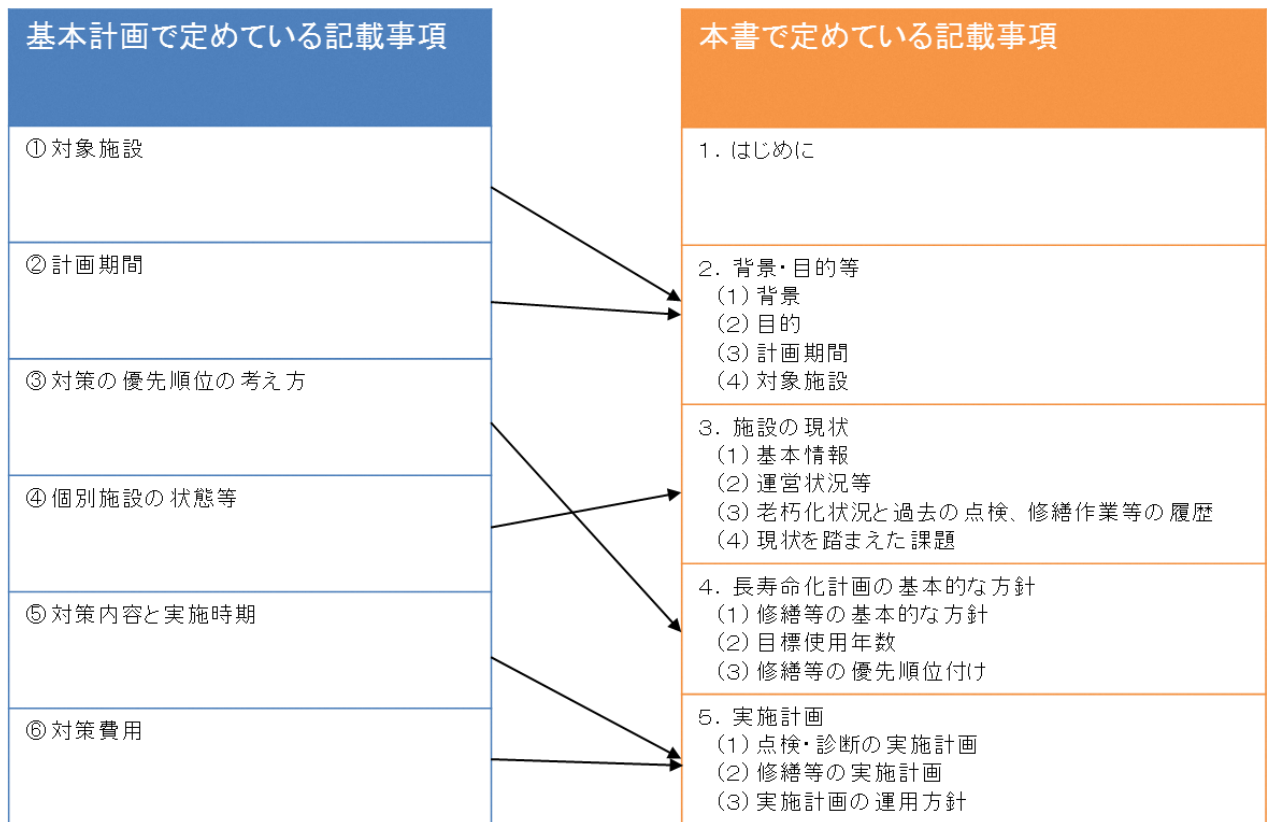 基本計画で定めている記載事項
①対象施設
②計画期間
③対策の優先順位の考え方
④個別施設の状態等
⑤対策内容と実施時期
⑥対策費用
本書で定めている記載事項
1. はじめに
2. 背景・目的等
(1)背景
(2)目的
(3)計画期間
(4)対象施設
3. 施設の現状
(1)基本情報
(2)運営状況等
(3)老朽化状況と過去の点検、修繕作業等の履歴
(4)現状を踏まえた課題
4. 長寿命化計画の基本的な方針
(1)修繕等の基本的な方針
(2)目標使用年数
(3)修繕等の優先順位付け
5. 実施計画
(1)点検・診断の実施計画
(2)修繕等の実施計画
(3)実施計画の運用方針